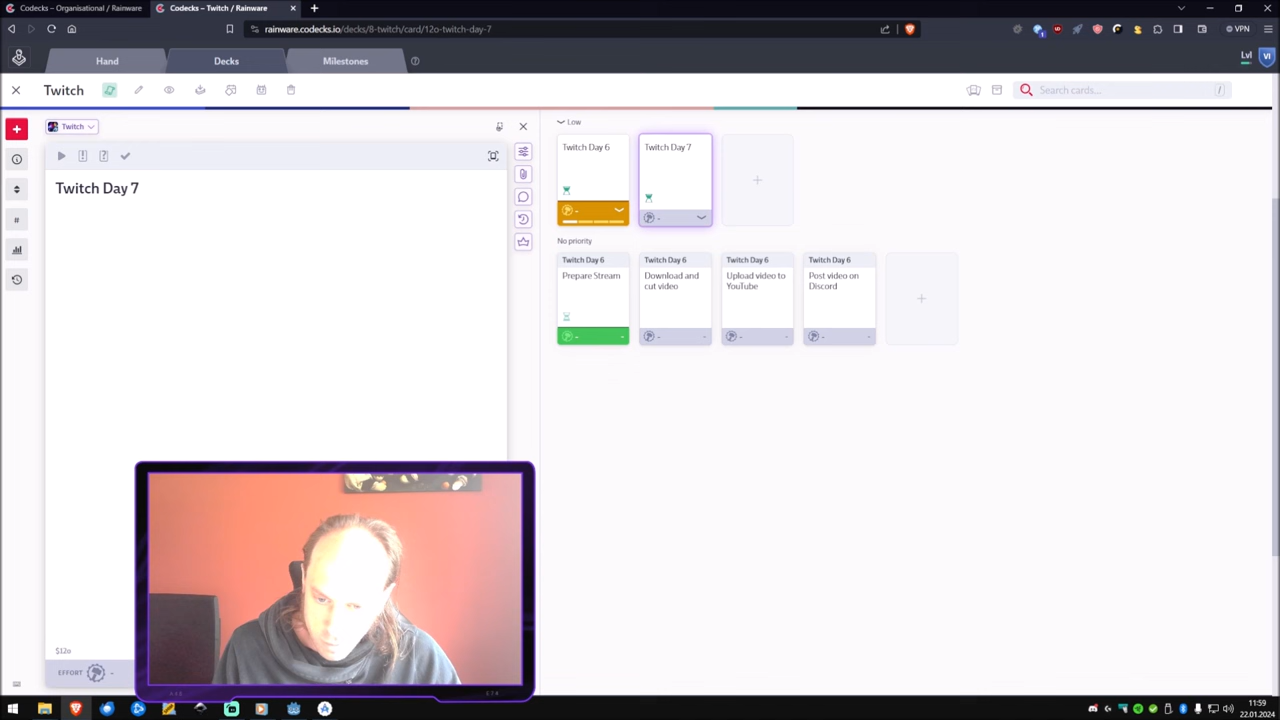 Codecks – Organisational / Rainware
Codecks – Twitch / Rainware
rainware.codecks.io/decks/8-twitch/card/12o-twitch-day-7
VPN
Hand
Decks
Milestones
Lvl
VI
Twitch
Search cards...
/
Twitch
Low
Twitch Day 7
Twitch Day 6
Twitch Day 7
No priority
Twitch Day 6
Prepare Stream
Twitch Day 6
Download and
cut video
Twitch Day 6
Upload video to
YouTube
Twitch Day 6
Post video on
Discord
$12o
EFFORT
-
11:59
22.01.2024